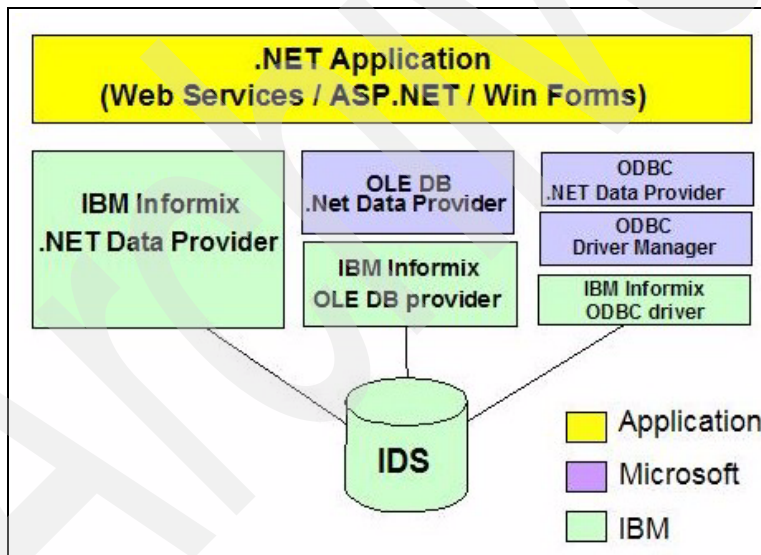 .NET Application
(Web Services / ASP.NET / Win Forms)
IBM Informix
.NET Data Provider
OLE DB
.Net Data Provider
IBM Informix
OLE DB provider
ODBC
.NET Data Provider
ODBC
Driver Manager
IBM Informix
ODBC driver
IDS
Application
Microsoft
IBM